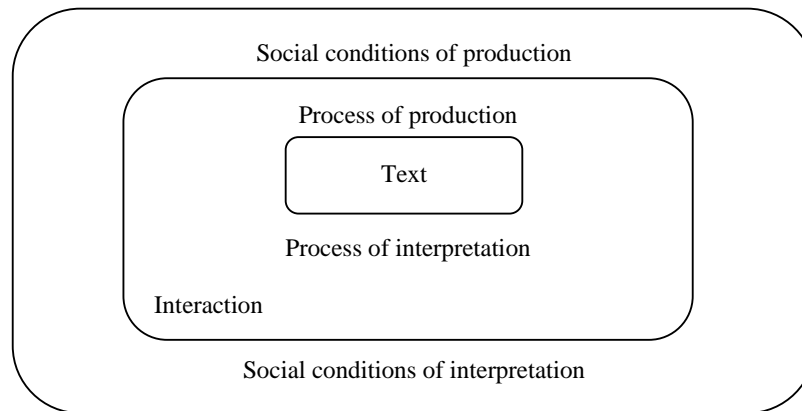 Social conditions of production
Process of production
Text
Process of interpretation
Interaction
Social conditions of interpretation